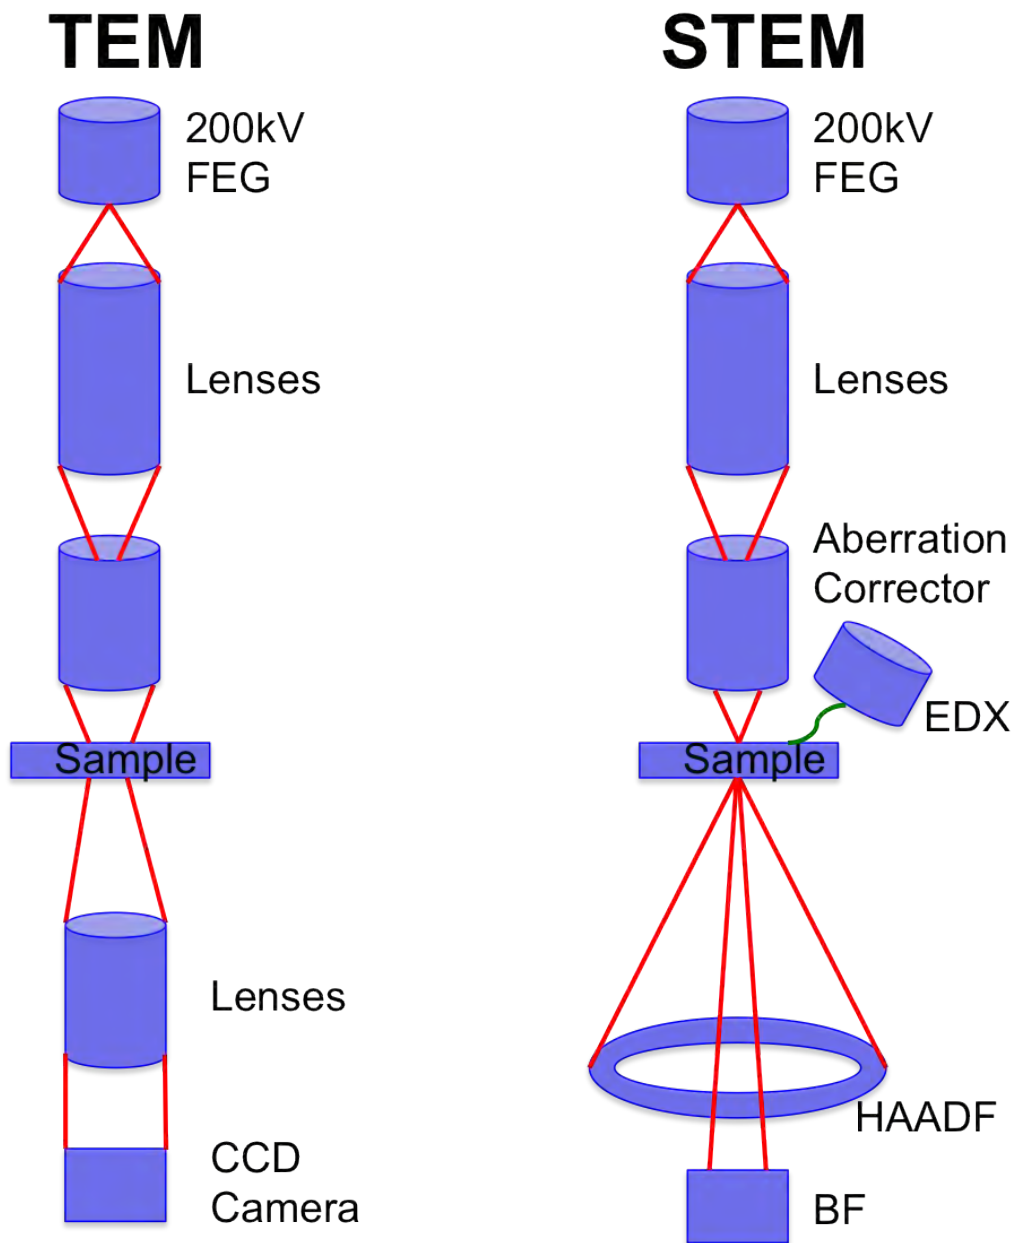 TEM
200kV
FEG
Lenses
Sample
Lenses
CCD
Camera
STEM
200kV
FEG
Lenses
Aberration
Corrector
EDX
Sample
HAADF
BF